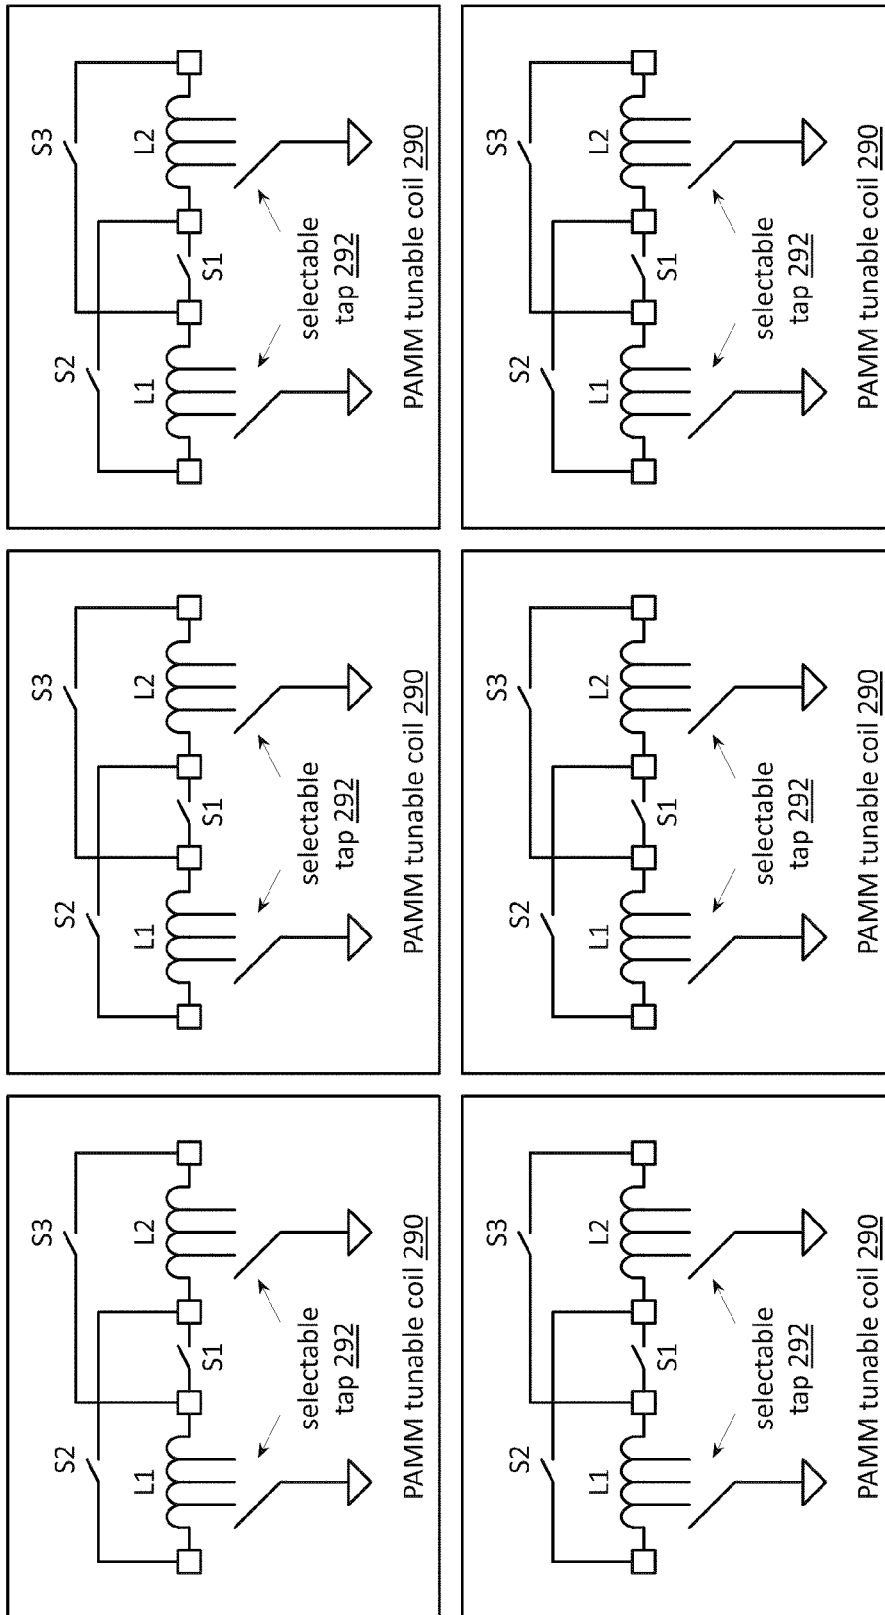 S3
S2
L1
L2
S1
selectable
tap 292
PAMM tunable coil 290
S3
S2
L1
L2
S1
selectable
tap 292
PAMM tunable coil 290
S3
S2
L1
L2
S1
selectable
tap 292
PAMM tunable coil 290
S3
S2
L1
L2
S1
selectable
tap 292
PAMM tunable coil 290
S3
S2
L1
L2
S1
selectable
tap 292
PAMM tunable coil 290
S3
S2
L1
L2
S1
selectable
tap 292
PAMM tunable coil 290